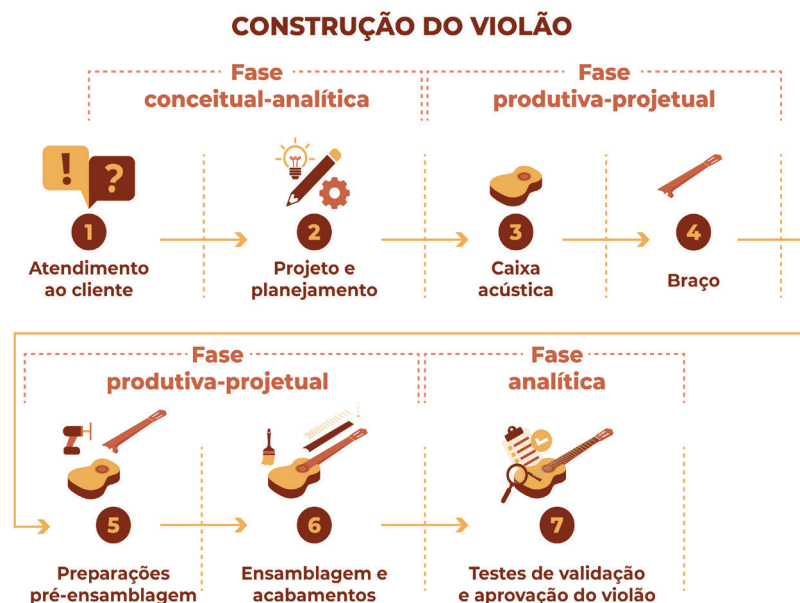 CONSTRUÇÃO DO VIOLÃO
Fase
conceitual-analítica
Fase
produtiva-projetual
! ?
1
Atendimento
ao cliente
2
Projeto e
planejamento
3
Caixa
acústica
4
Braço
Fase
produtiva-projetual
Fase
analítica
5
Preparações
pré-ensamblagem
6
Ensamblagem e
acabamentos
7
Testes de validação
e aprovação do violão